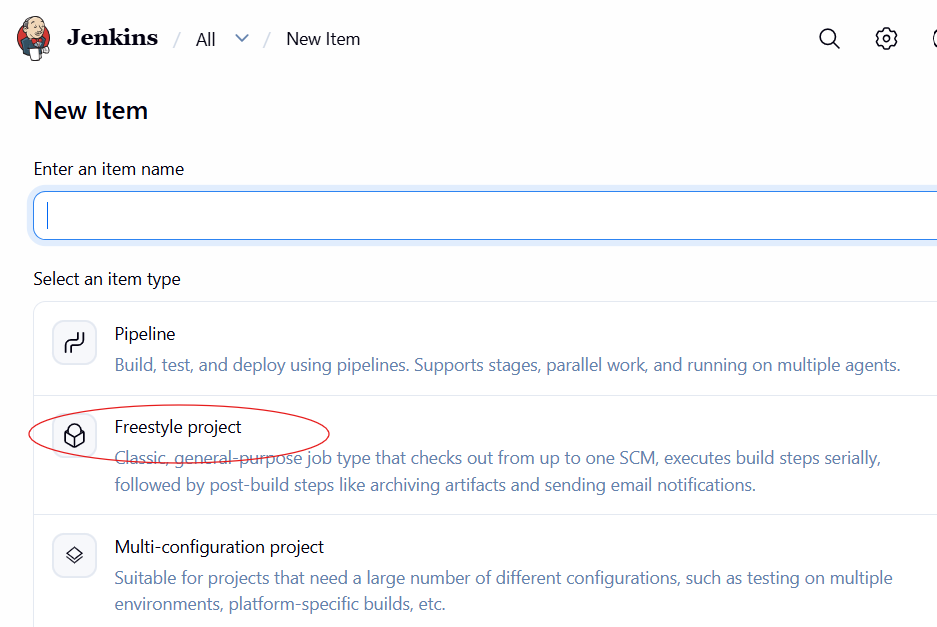 Jenkins / All / New Item
New Item
Enter an item name
Select an item type
Pipeline
Build, test, and deploy using pipelines. Supports stages, parallel work, and running on multiple agents.
Freestyle project
Classic, general-purpose job type that checks out from up to one SCM, executes build steps serially,
followed by post-build steps like archiving artifacts and sending email notifications.
Multi-configuration project
Suitable for projects that need a large number of different configurations, such as testing on multiple
environments, platform-specific builds, etc.